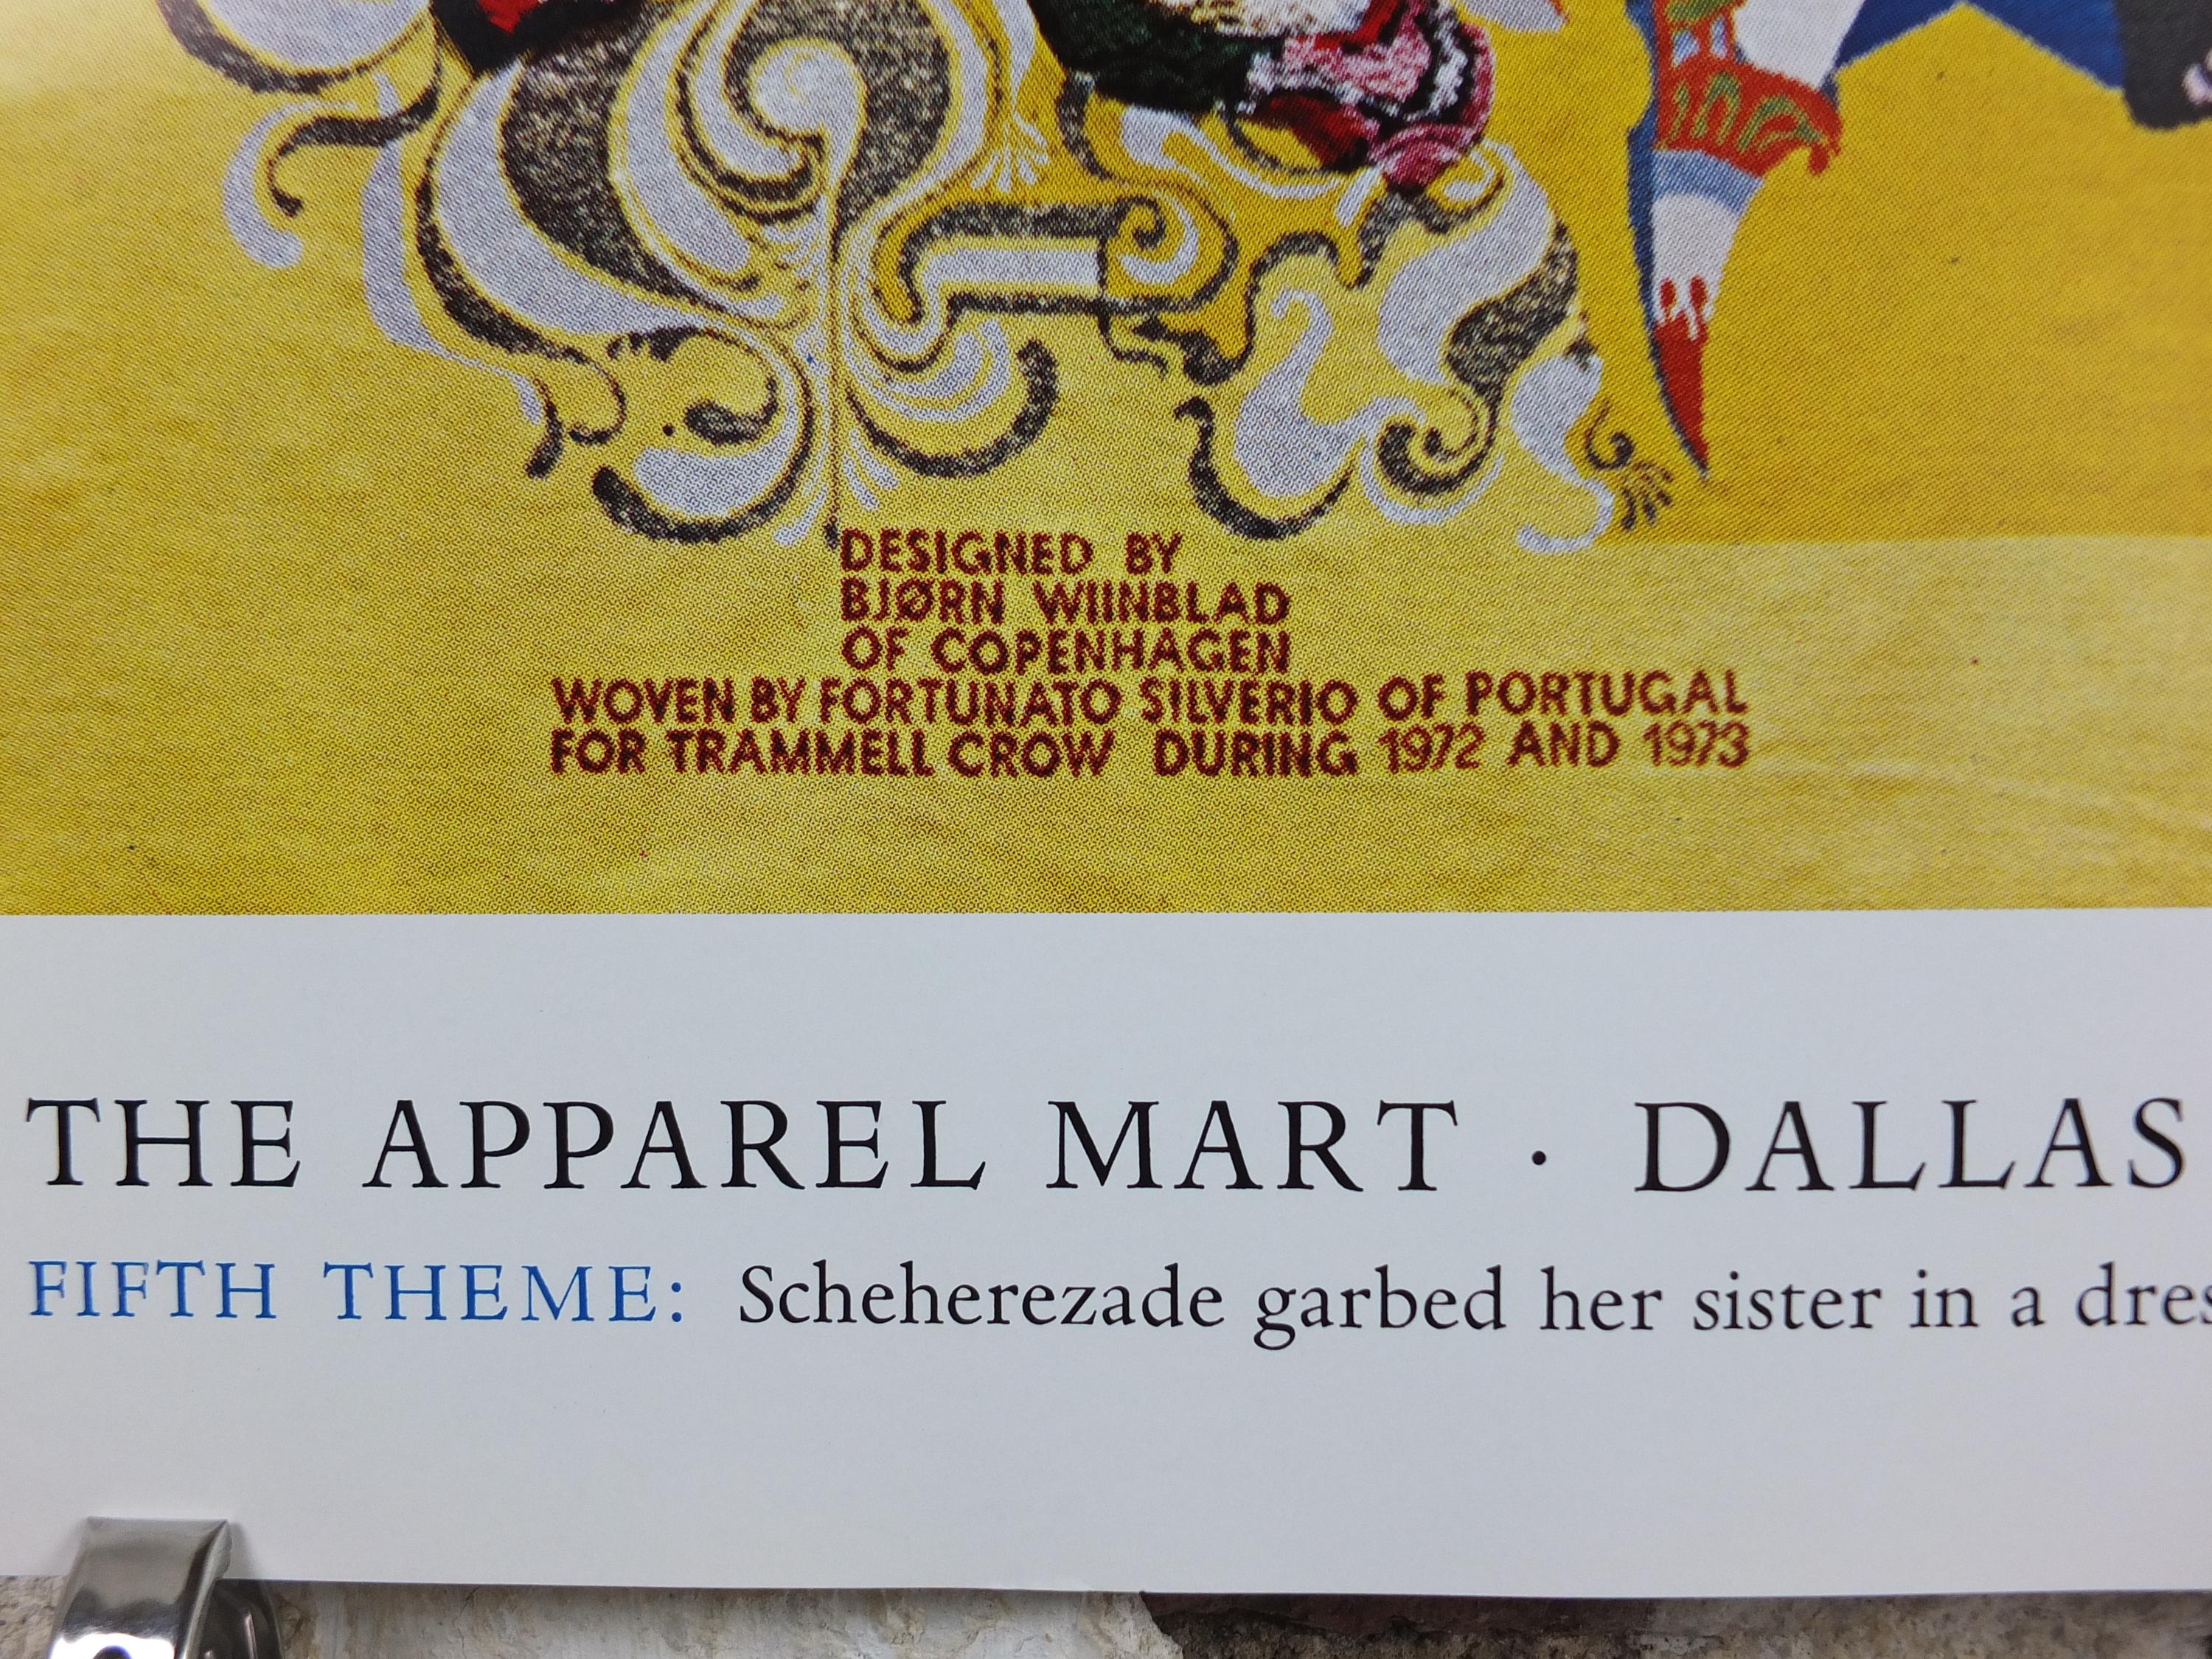 DESIGNED BY
BJØRN WIINBLAD
OF COPENHAGEN
WOVEN BY FORTUNATO SILVERIO OF PORTUGAL
FOR TRAMMELL CROW DURING 1972 AND 1973
THE APPAREL MART · DALLAS
FIFTH THEME: Scheherezade garbed her sister in a